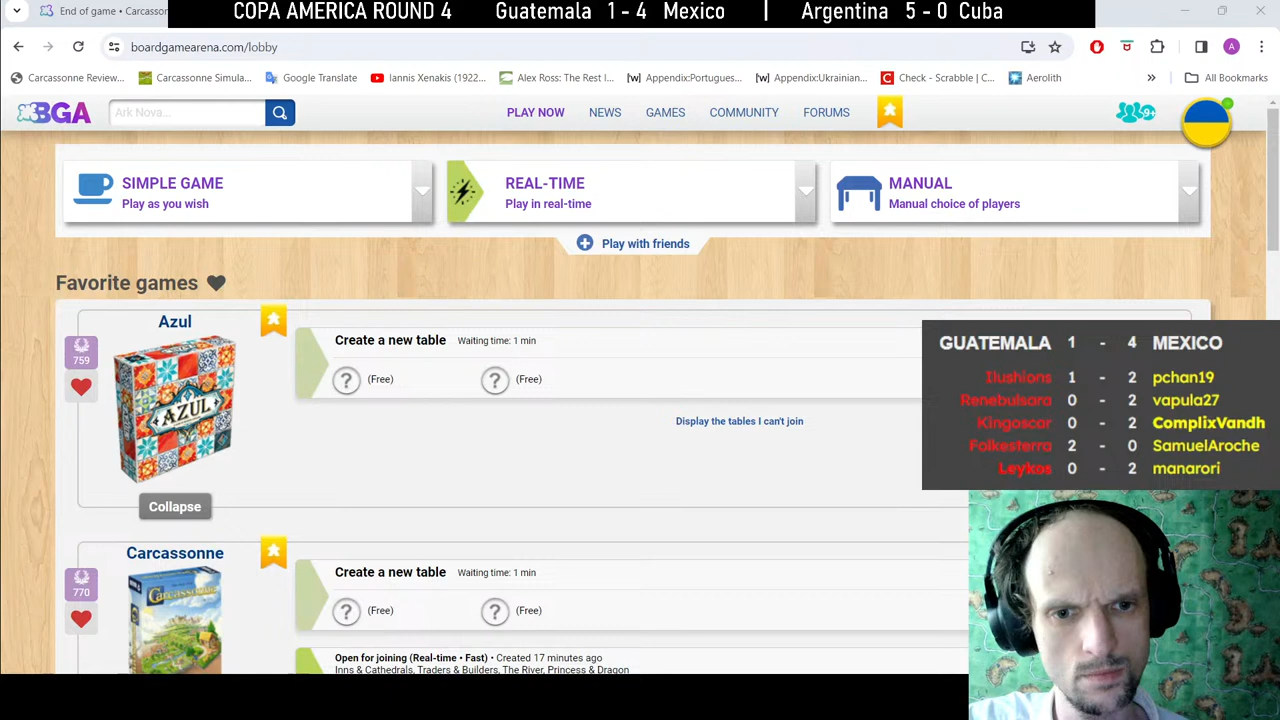 End of game • Carcasson
COPA AMERICA ROUND 4 Guatemala 1 - 4 Mexico | Argentina 5 - 0 Cuba
boardgamearena.com/lobby
A
Carcassonne Review... Carcassonne Simula... Google Translate Iannis Xenakis (1922... Alex Ross: The Rest I... [w] Appendix:Portugues... [w] Appendix:Ukrainian... Check - Scrabble | C... Aerolith » All Bookmarks
BGA Ark Nova... PLAY NOW NEWS GAMES COMMUNITY FORUMS 9+
SIMPLE GAME
Play as you wish
REAL-TIME
Play in real-time
MANUAL
Manual choice of players
Play with friends
Favorite games
Azul
759
AZUL
Collapse
Create a new table Waiting time: 1 min
? (Free) ? (Free)
Display the tables I can't join
GUATEMALA 1 - 4 MEXICO
Ilushions 1 - 2 pchan19
Renebulsara 0 - 2 vapula27
Kingoscar 0 - 2 ComplixVandh
Folkesterra 2 - 0 SamuelAroche
Leykos 0 - 2 manarori
Carcassonne
770
Carcassonne
Create a new table Waiting time: 1 min
? (Free) ? (Free)
Open for joining (Real-time • Fast) • Created 17 minutes ago
Inns & Cathedrals, Traders & Builders, The River, Princess & Dragon